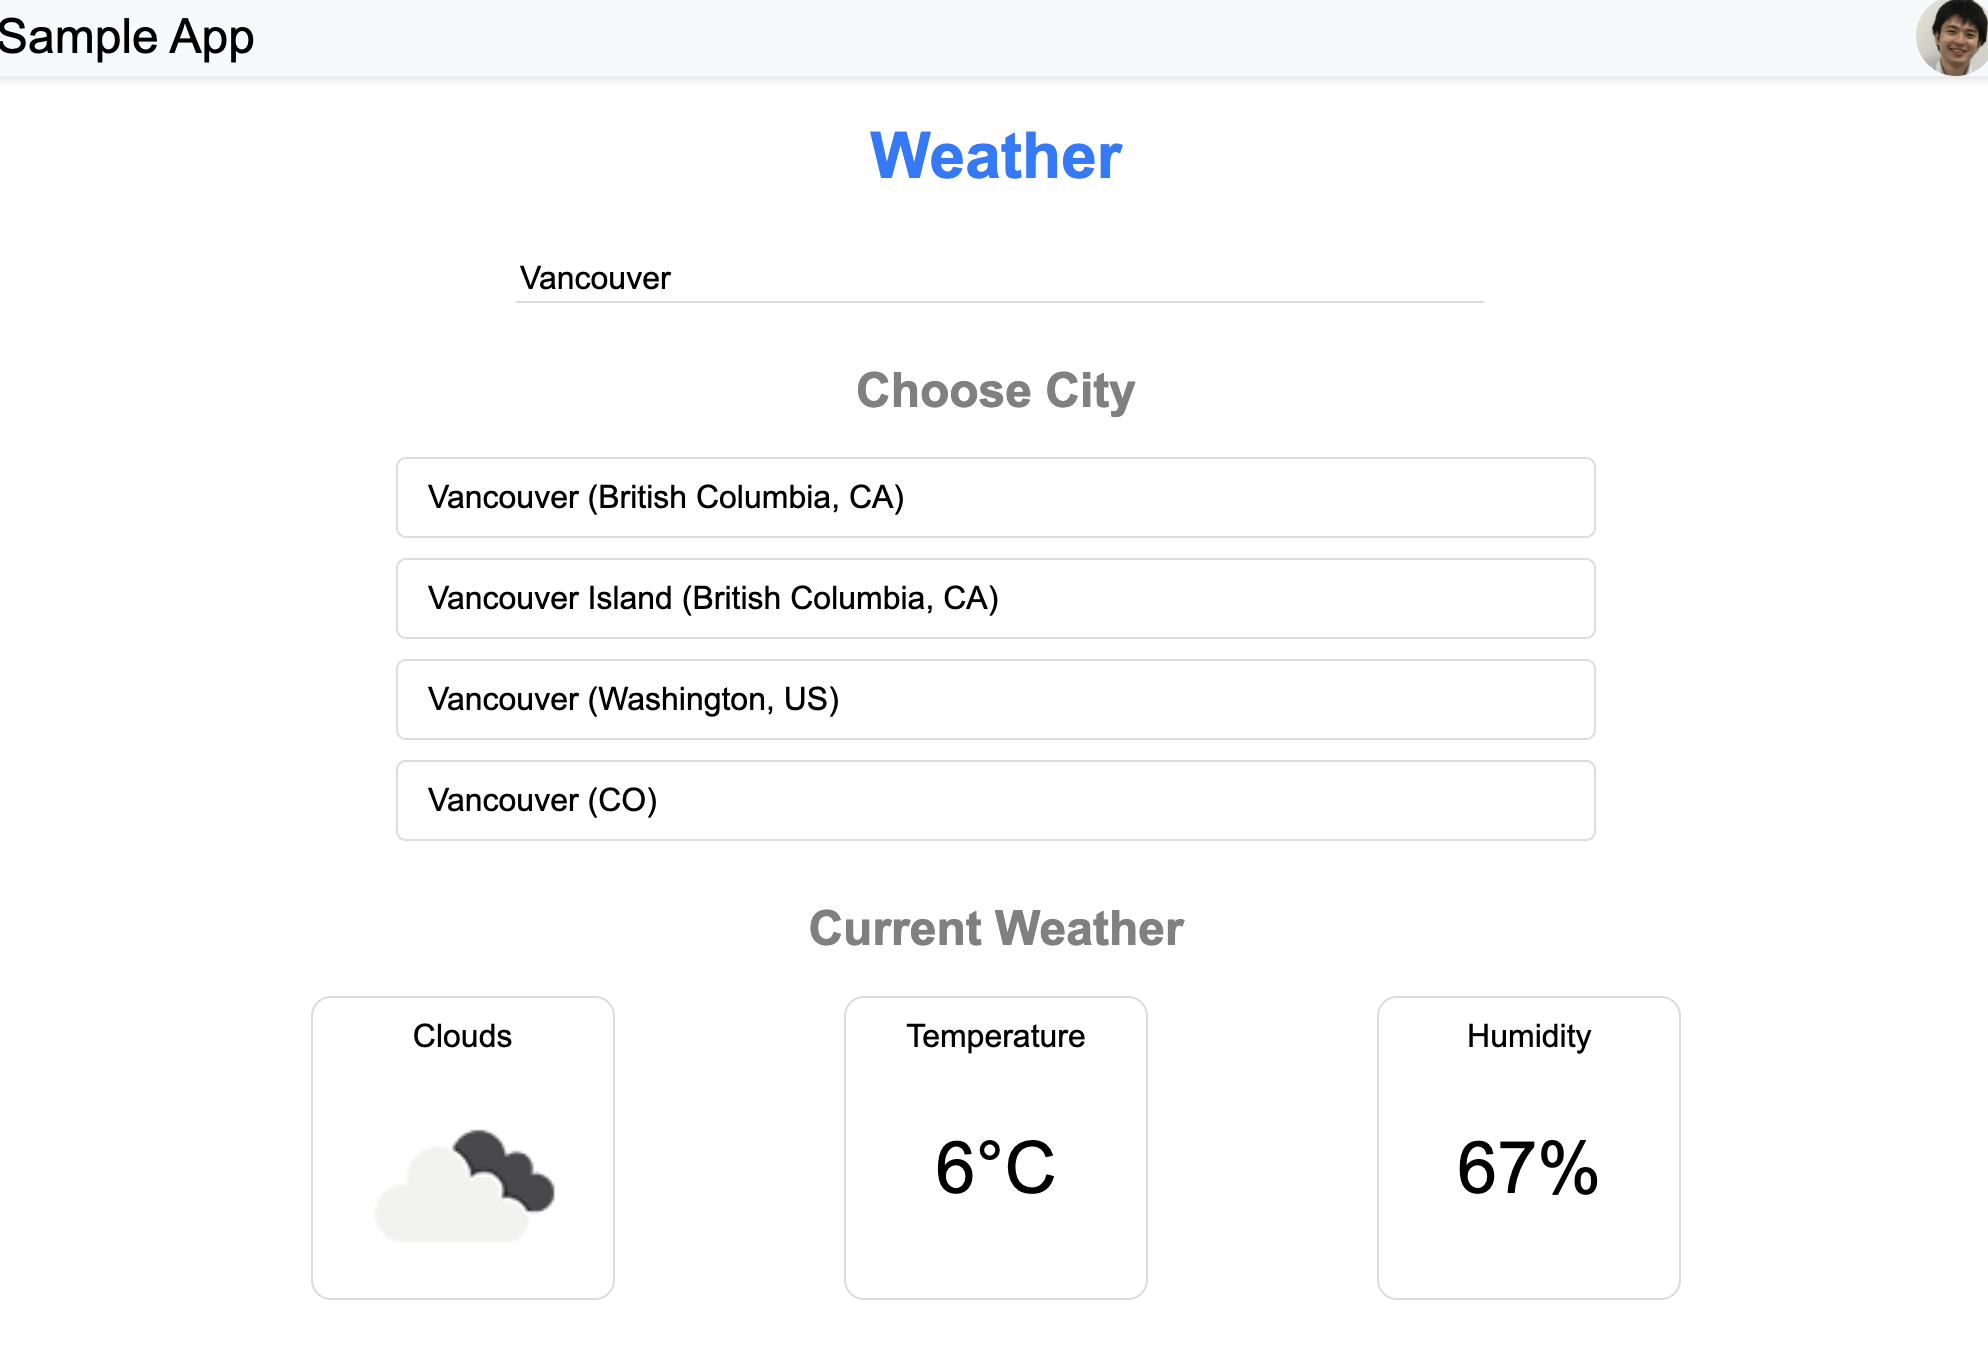 Sample App
Weather
Vancouver
Choose City
Vancouver (British Columbia, CA)
Vancouver Island (British Columbia, CA)
Vancouver (Washington, US)
Vancouver (CO)
Current Weather
Clouds
Temperature
6°C
Humidity
67%